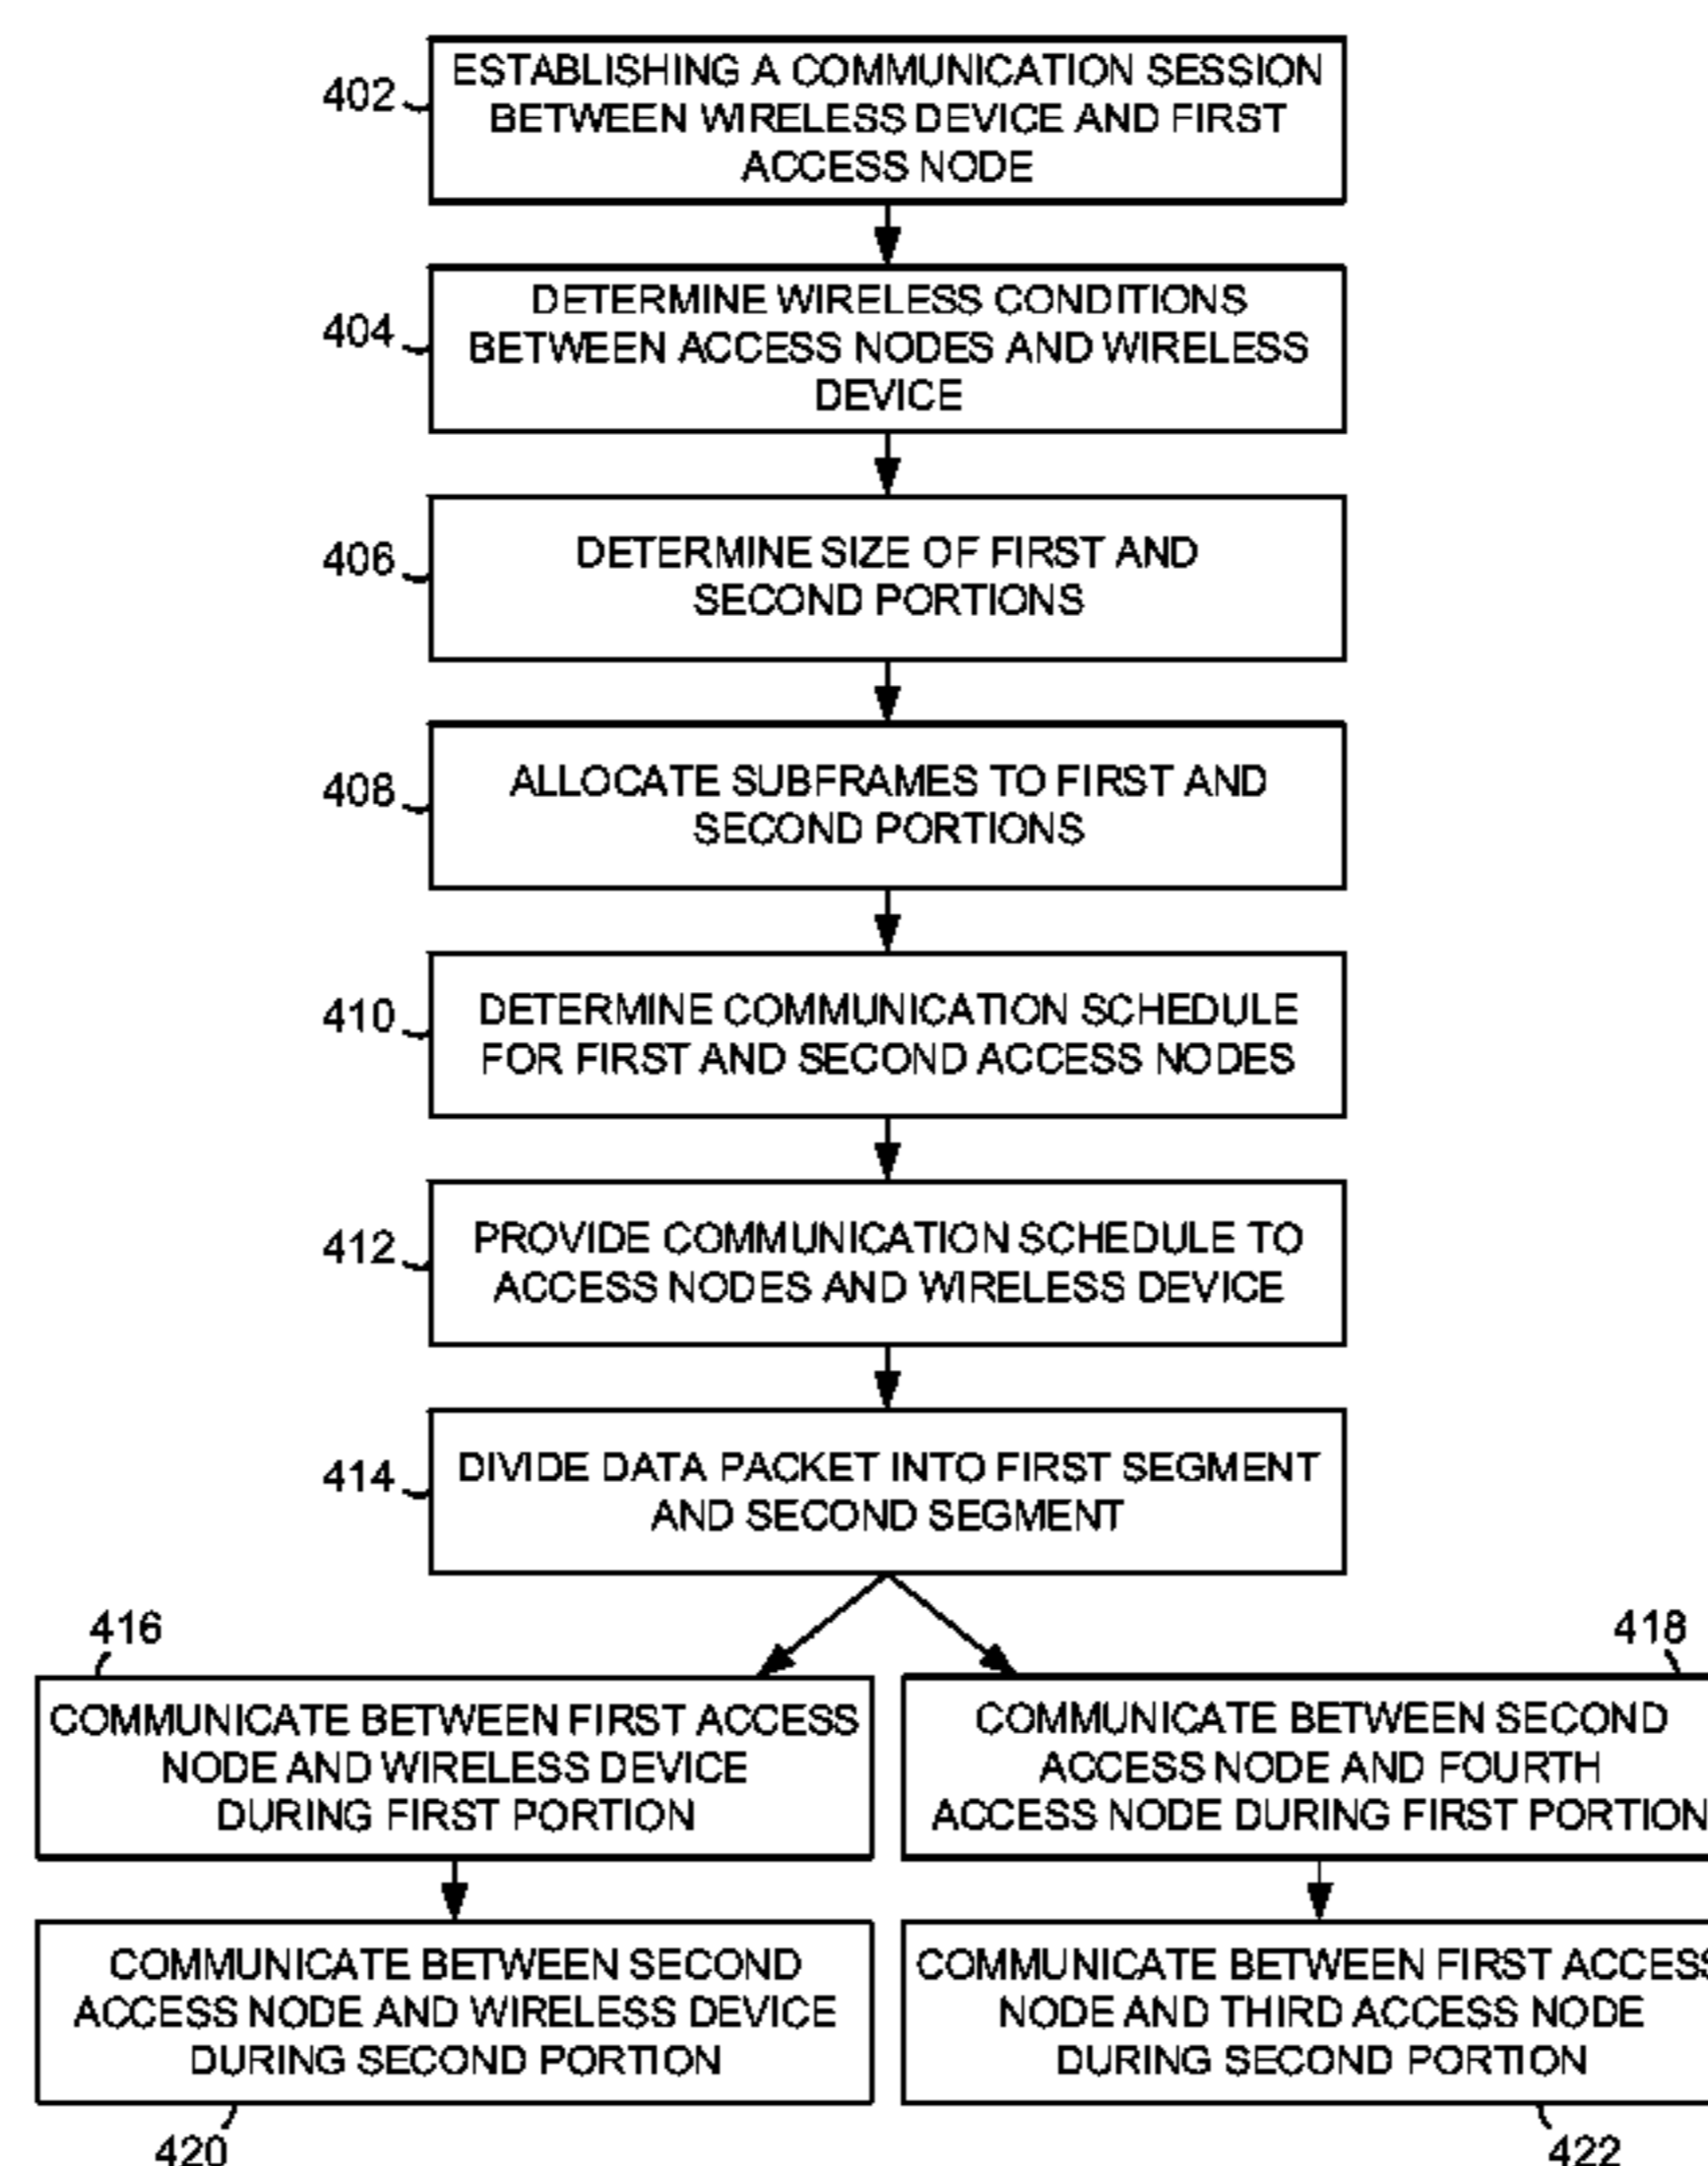 402
ESTABLISHING A COMMUNICATION SESSION
BETWEEN WIRELESS DEVICE AND FIRST
ACCESS NODE
404
DETERMINE WIRELESS CONDITIONS
BETWEEN ACCESS NODES AND WIRELESS
DEVICE
406
DETERMINE SIZE OF FIRST AND
SECOND PORTIONS
408
ALLOCATE SUBFRAMES TO FIRST AND
SECOND PORTIONS
410
DETERMINE COMMUNICATION SCHEDULE
FOR FIRST AND SECOND ACCESS NODES
412
PROVIDE COMMUNICATION SCHEDULE TO
ACCESS NODES AND WIRELESS DEVICE
414
DIVIDE DATA PACKET INTO FIRST SEGMENT
AND SECOND SEGMENT
416
COMMUNICATE BETWEEN FIRST ACCESS
NODE AND WIRELESS DEVICE
DURING FIRST PORTION
418
COMMUNICATE BETWEEN SECOND
ACCESS NODE AND FOURTH
ACCESS NODE DURING FIRST PORTION
COMMUNICATE BETWEEN SECOND
ACCESS NODE AND WIRELESS DEVICE
DURING SECOND PORTION
420
COMMUNICATE BETWEEN FIRST ACCESS
NODE AND THIRD ACCESS NODE
DURING SECOND PORTION
422